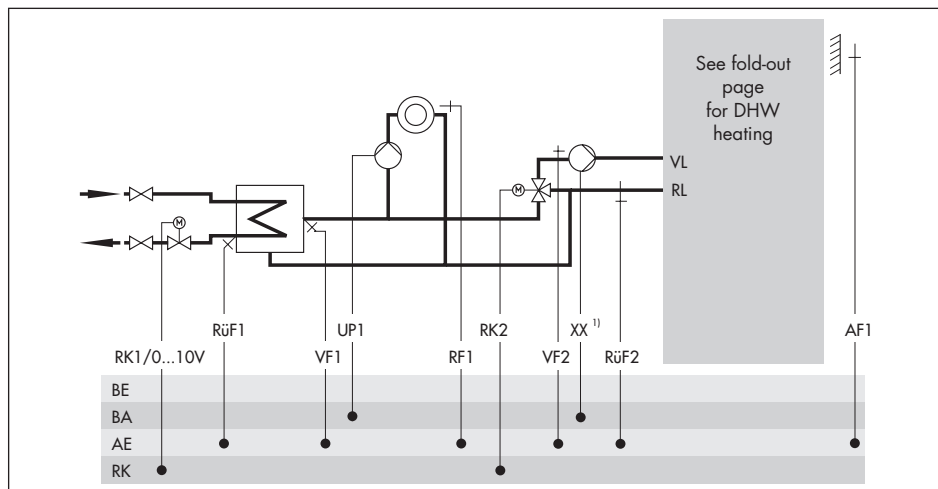 See fold-out
page
for DHW
heating
VL
RL
M
M
RüF1
UP1
RK2
XX 1)
AF1
RK1/0...10V
VF1
RF1
VF2
RüF2
BE
BA
AE
RK